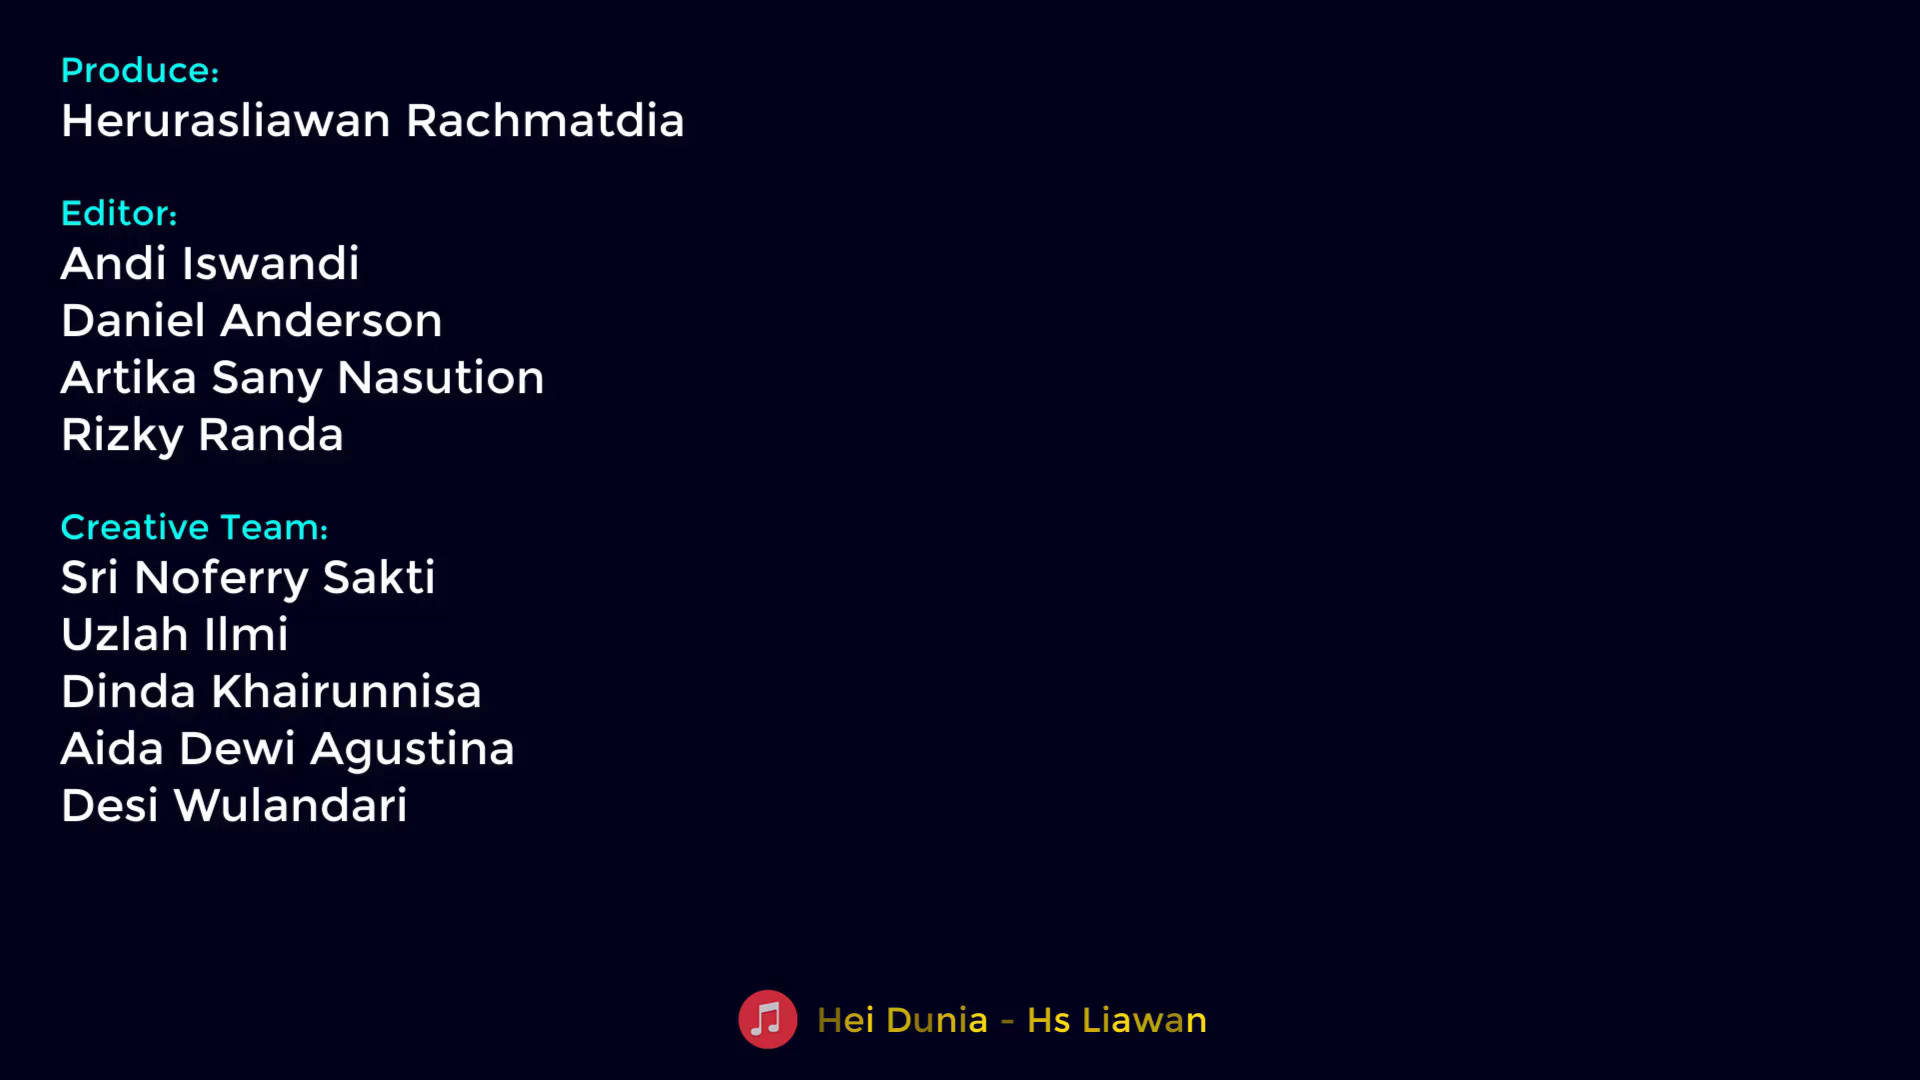 Produce:
Herurasliawan Rachmatdia
Editor:
Andi Iswandi
Daniel Anderson
Artika Sany Nasution
Rizky Randa
Creative Team:
Sri Noferry Sakti
Uzlah Ilmi
Dinda Khairunnisa
Aida Dewi Agustina
Desi Wulandari
Hei Dunia - Hs Liawan